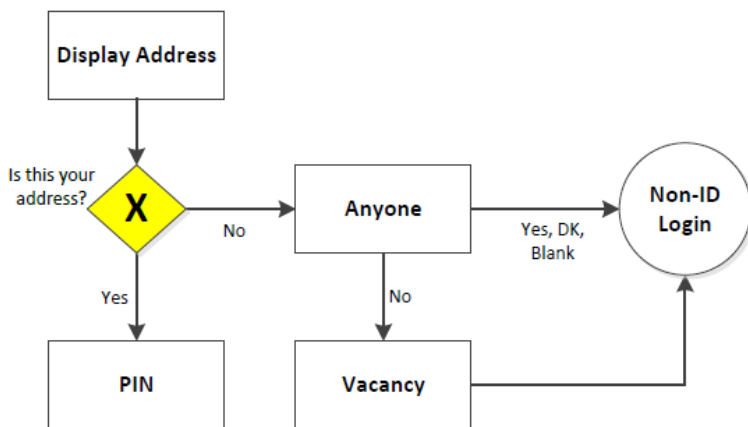 Display Address
Is this your
address?
X
No
Anyone
Yes, DK,
Blank
Non-ID
Login
Yes
No
PIN
Vacancy